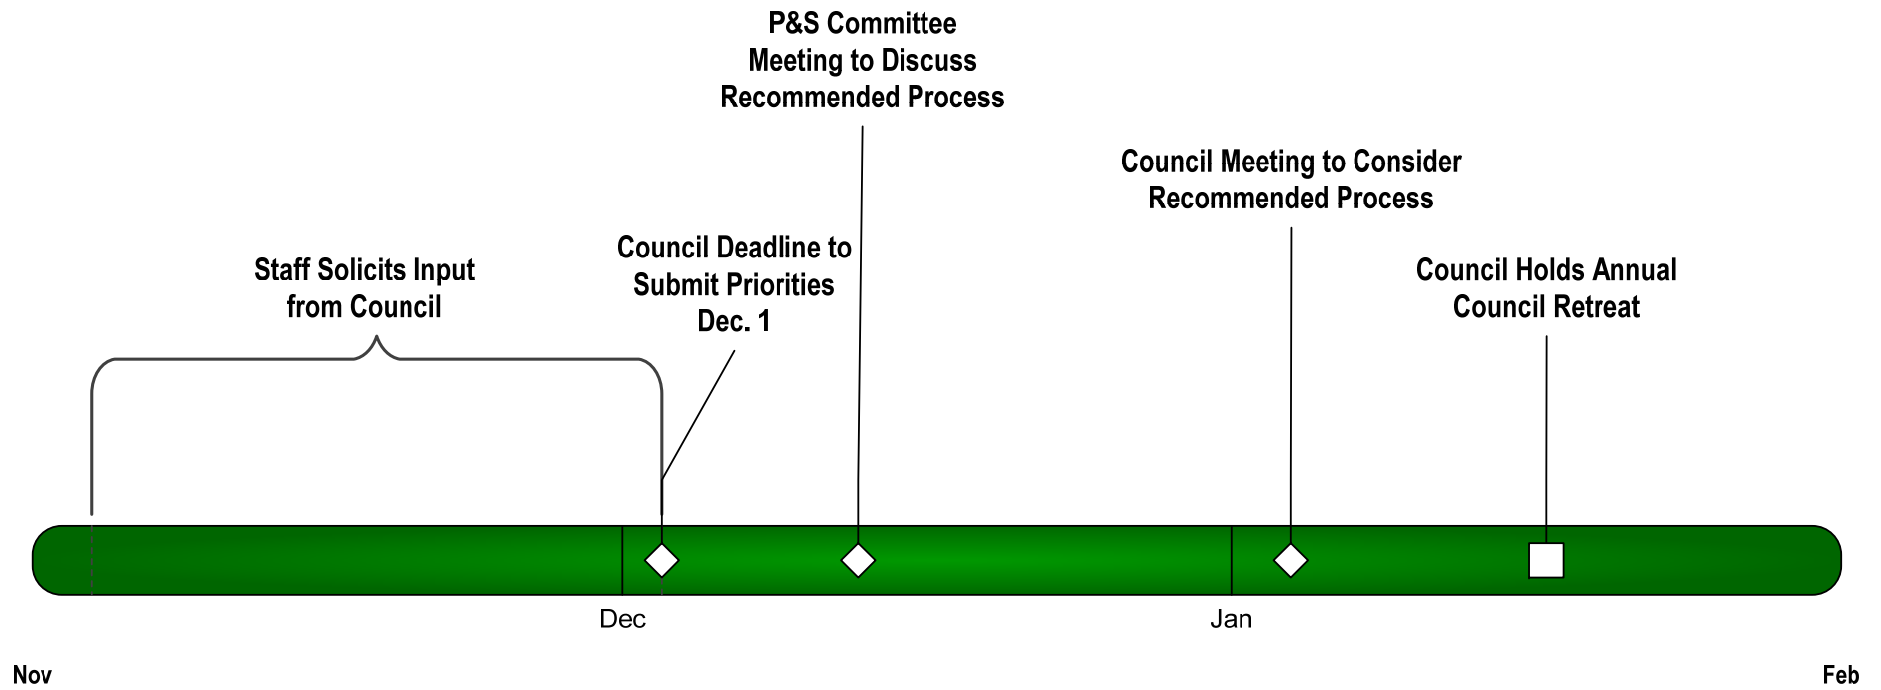 P&S Committee
Meeting to Discuss
Recommended Process
Council Meeting to Consider
Recommended Process
Council Deadline to
Submit Priorities
Dec. 1
Staff Solicits Input
from Council
Council Holds Annual
Council Retreat
Dec
Jan
Nov
Feb